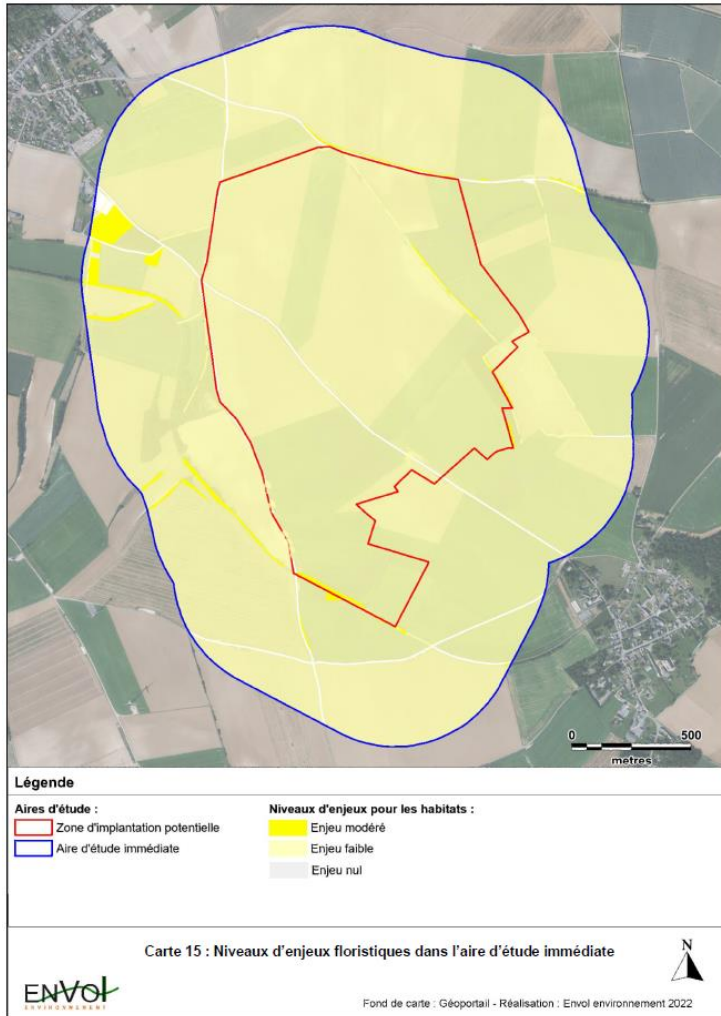 0 500
metres
Légende
Aires d'étude :
Zone d'implantation potentielle
Aire d'étude immédiate
Niveaux d'enjeux pour les habitats :
Enjeu modéré
Enjeu faible
Enjeu nul
Carte 15 : Niveaux d'enjeux floristiques dans l'aire d'étude immédiate
N
ENVOl
ENVIRONNEMENT
Fond de carte : Géoportail - Réalisation : Envol environnement 2022